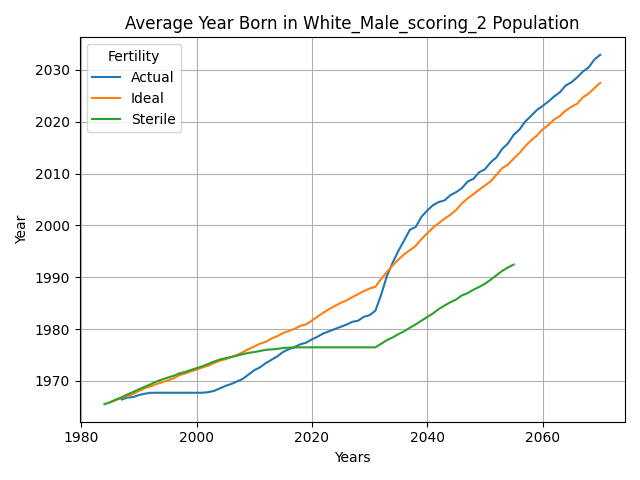 Average Year Born in White_Male_scoring_2 Population
Fertility
Actual
Ideal
Sterile
Year
2030
2020
2010
2000
1990
1980
1970
1980
2000
2020
2040
2060
Years